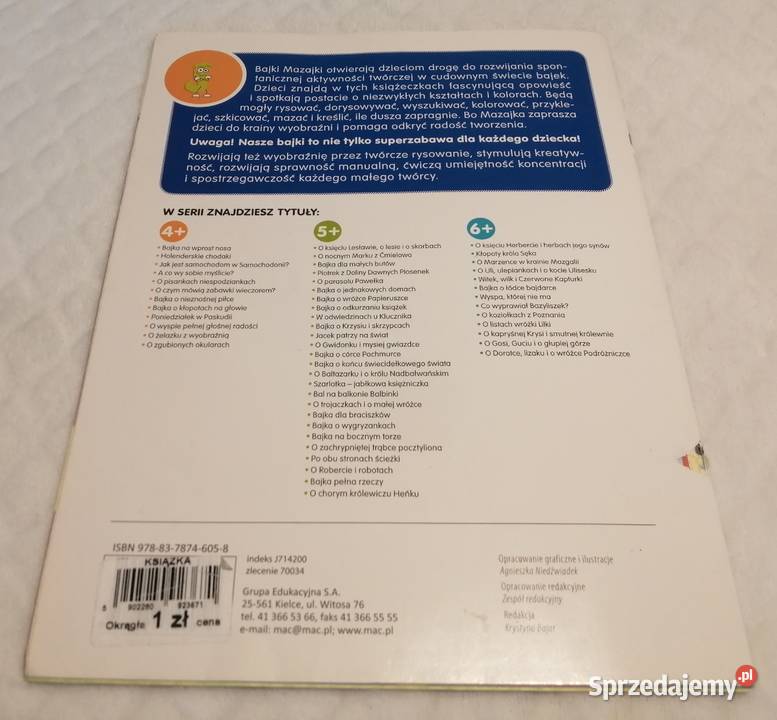 Bajki Mazajki otwierają dzieciom drogę do rozwijania spon-
tanicznej aktywności twórczej w cudownym świecie bajek.
Dzieci znajdą w tych książeczkach fascynującą opowieść
i spotkają postacie o niezwykłych kształtach i kolorach. Będą
mogły rysować, dorysowywać, wyszukiwać, kolorować, przykle-
jać, szkicować, mazać i kreślić, ile dusza zapragnie. Bo Mazajka zaprasza
dzieci do krainy wyobraźni i pomaga odkryć radość tworzenia.
Uwaga! Nasze bajki to nie tylko superzabawa dla każdego dziecka!
Rozwijają też wyobraźnię przez twórcze rysowanie, stymulują kreatyw-
ność, rozwijają sprawność manualną, ćwiczą umiejętność koncentracji
i spostrzegawczość każdego małego twórcy.
W SERII ZNAJDZIESZ TYTUŁY:
4+
• Bajka na wprost nosa
• Holenderskie chodaki
• Jak jest samochodom w Samochodonii?
• A co wy sobie myślicie?
• O pisankach niespodziankach
• O czym mówią zabawki wieczorem?
• Bajka o nieznośnej piłce
• Bajka o kłopotach na głowie
• Poniedziałek w Paskudii
• O wyspie pełnej głośnej radości
• O żelazku z wyobraźnią
• O zgubionych okularach
5+
• O księciu Lesławie, o lesie i o skarbach
• O nocnym Marku z Ćmielowa
• Bajka dla małych butów
• Piotrek z Doliny Dawnych Piosenek
• O parasolu Pawełka
• Bajka o jednakowych domach
• Bajka o wróżce Papieruszce
• Bajka o odkurzaniu książek
• W odwiedzinach u Klucznika
• Bajka o Krzysiu i skrzypcach
• Jacek patrzy na świat
• O Gwidonku i mysiej gwiazdce
• Bajka o córce Pochmurce
• Bajka o końcu świecidełkowego świata
• O Baltazarku i o królu Nadbałwańskim
• Szarlotka – jabłkowa księżniczka
• Bal na balkonie Balbinki
• O trojaczkach i o małej wróżce
• Bajka dla braciszków
• Bajka o wygryzankach
• Bajka na bocznym torze
• O zachrypniętej trąbce pocztyliona
• Po obu stronach ścieżki
• O Robercie i robotach
• Bajka pełna rzeczy
• O chorym królewiczu Heńku
6+
• O księciu Herbercie i herbach jego synów
• Kłopoty króla Sęka
• O Marzence w krainie Mazgalii
• O Uli, ulepiankach i o kocie Ulisesku
• Witek, wilk i Czerwone Kapturki
• Bajka o łódce bajdarce
• Wyspa, której nie ma
• Co wyprawiał Bazyliszek?
• O koziołkach z Poznania
• O listach wróżki Lilki
• O kapryśnej Krysi i smutnej królewnie
• O Gosi, Guciu i o głupiej górze
• O Dorotce, lizaku i o wróżce Podróżniczce
ISBN 978-83-7874-605-8
KSIĄŻKA
5 902280 923671
Okrągła 1 zł cena
indeks J714200
zlecenie 70034
Grupa Edukacyjna S.A.
25-561 Kielce, ul. Witosa 76
tel. 41 366 53 66, faks 41 366 55 55
e-mail: mac@mac.pl; www.mac.pl
Opracowanie graficzne i ilustracje
Agnieszka Niedźwiadek
Opracowanie redakcyjne
Zespół redakcyjny
Redakcja
Krystyna Bajor
Sprzedajemy.pl